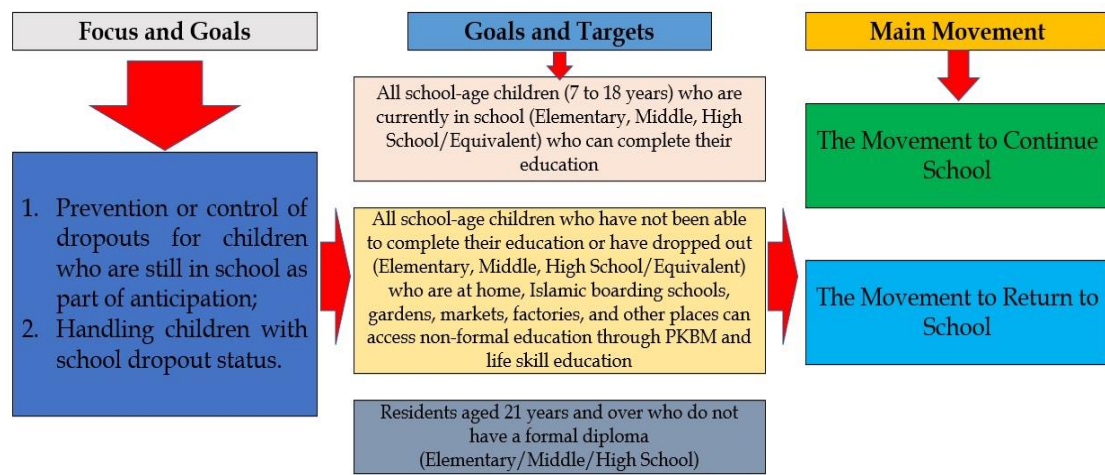 Focus and Goals
1. Prevention or control of
dropouts for children
who are still in school as
part of anticipation;
2. Handling children with
school dropout status.
Goals and Targets
All school-age children (7 to 18 years) who are
currently in school (Elementary, Middle, High
School/Equivalent) who can complete their
education
All school-age children who have not been able
to complete their education or have dropped out
(Elementary, Middle, High School/Equivalent)
who are at home, Islamic boarding schools,
gardens, markets, factories, and other places can
access non-formal education through PKBM and
life skill education
Residents aged 21 years and over who do not
have a formal diploma
(Elementary/Middle/High School)
Main Movement
The Movement to Continue
School
The Movement to Return to
School